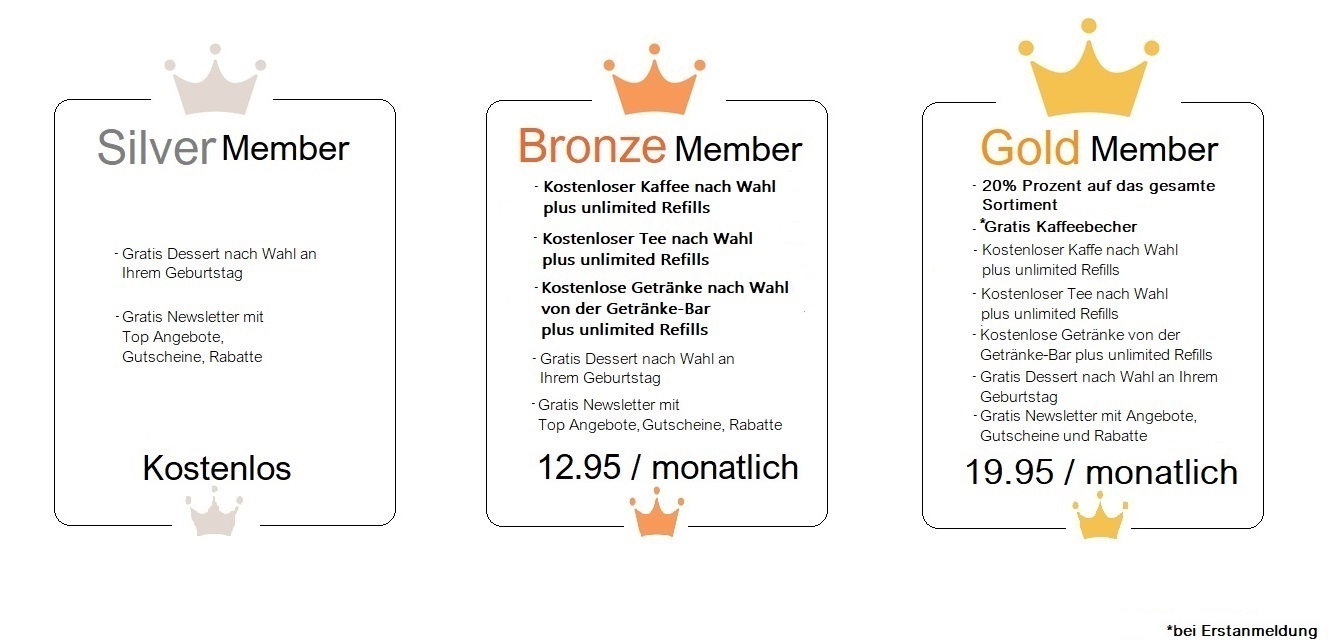 Silver Member
- Gratis Dessert nach Wahl an
Ihrem Geburtstag
- Gratis Newsletter mit
Top Angebote,
Gutscheine, Rabatte
Kostenlos
Bronze Member
- Kostenloser Kaffee nach Wahl
plus unlimited Refills
- Kostenloser Tee nach Wahl
plus unlimited Refills
- Kostenlose Getränke nach Wahl
von der Getränke-Bar
plus unlimited Refills
- Gratis Dessert nach Wahl an
Ihrem Geburtstag
- Gratis Newsletter mit
Top Angebote, Gutscheine, Rabatte
12.95 / monatlich
Gold Member
- 20% Prozent auf das gesamte
Sortiment
- *Gratis Kaffeebecher
- Kostenloser Kaffe nach Wahl
plus unlimited Refills
- Kostenloser Tee nach Wahl
plus unlimited Refills
- Kostenlose Getränke von der
Getränke-Bar plus unlimited Refills
- Gratis Dessert nach Wahl an Ihrem
Geburtstag
- Gratis Newsletter mit Angebote,
Gutscheine und Rabatte
19.95 / monatlich
*bei Erstanmeldung